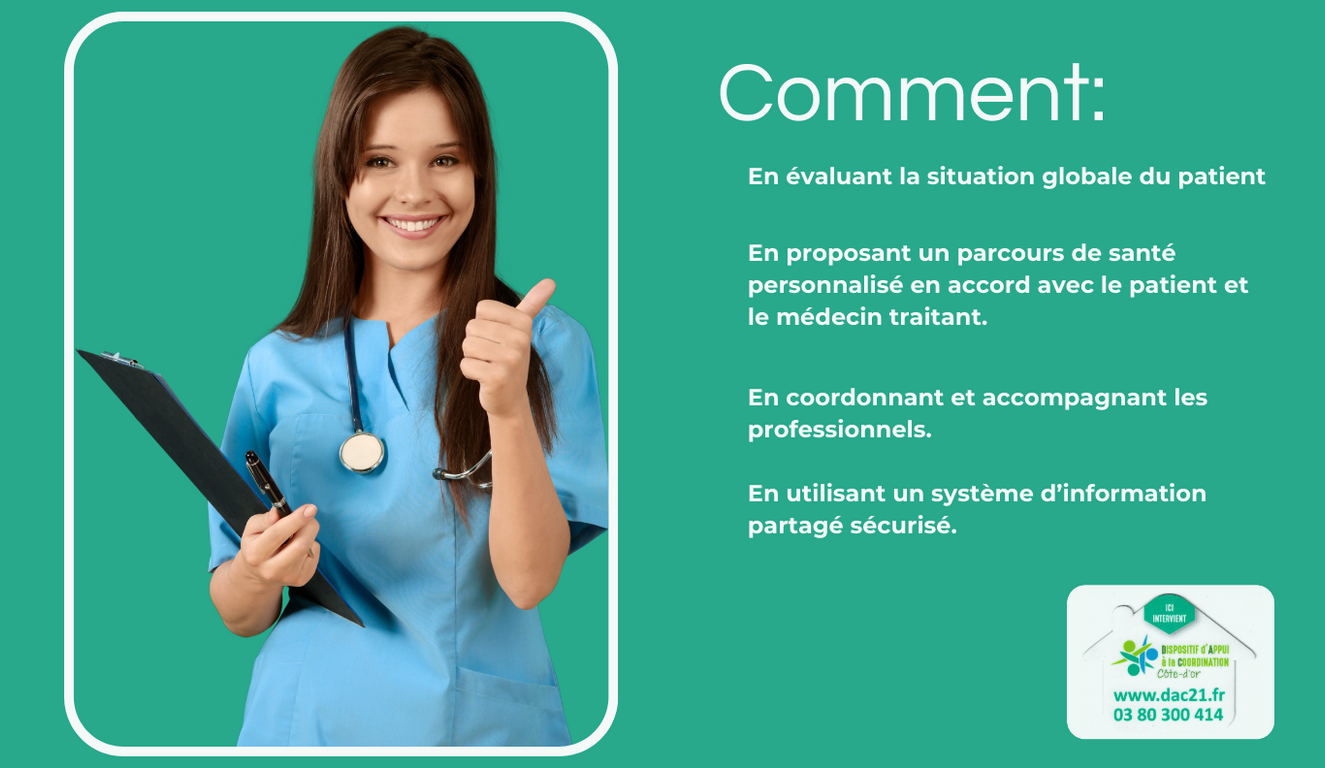 Comment:
En évaluant la situation globale du patient
En proposant un parcours de santé
personnalisé en accord avec le patient et
le médecin traitant.
En coordonnant et accompagnant les
professionnels.
En utilisant un système d’information
partagé sécurisé.
ICI
INTERVIENT
DISPOSITIF d'APPUI
à la COORDINATION
Côte-d'or
www.dac21.fr
03 80 300 414